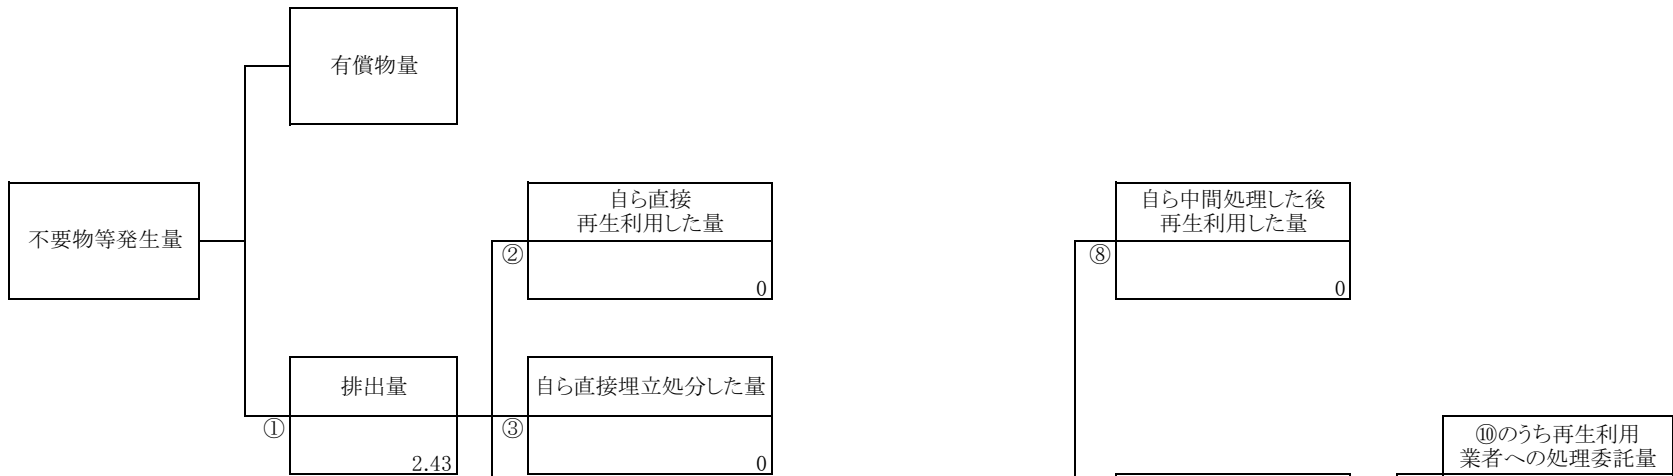 有償物量
不要物等発生量
自ら直接
再生利用した量
②
0
自ら中間処理した後
再生利用した量
⑧
0
排出量
①
2.43
自ら直接埋立処分した量
③
0
⑩のうち再生利用
業者への処理委託量